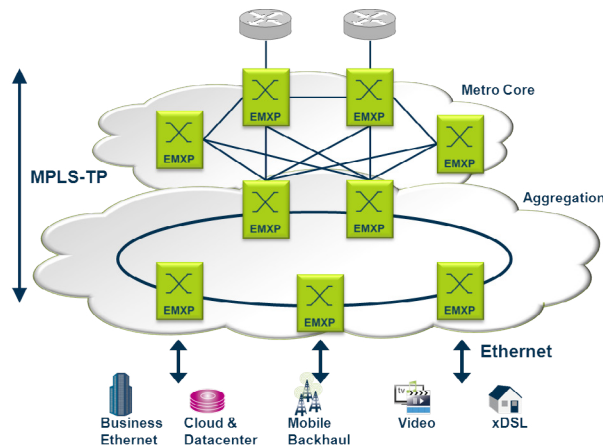 Metro Core
EMXP
EMXP
EMXP
EMXP
MPLS-TP
Aggregation
EMXP
EMXP
EMXP
EMXP
EMXP
Ethernet
tv
Business
Ethernet
Cloud &
Datacenter
Mobile
Backhaul
Video
xDSL